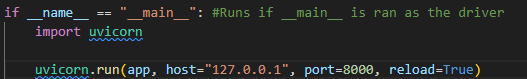 if __name__ == "__main__": #Runs if __main__ is ran as the driver
    import uvicorn
    uvicorn.run(app, host="127.0.0.1", port=8000, reload=True)